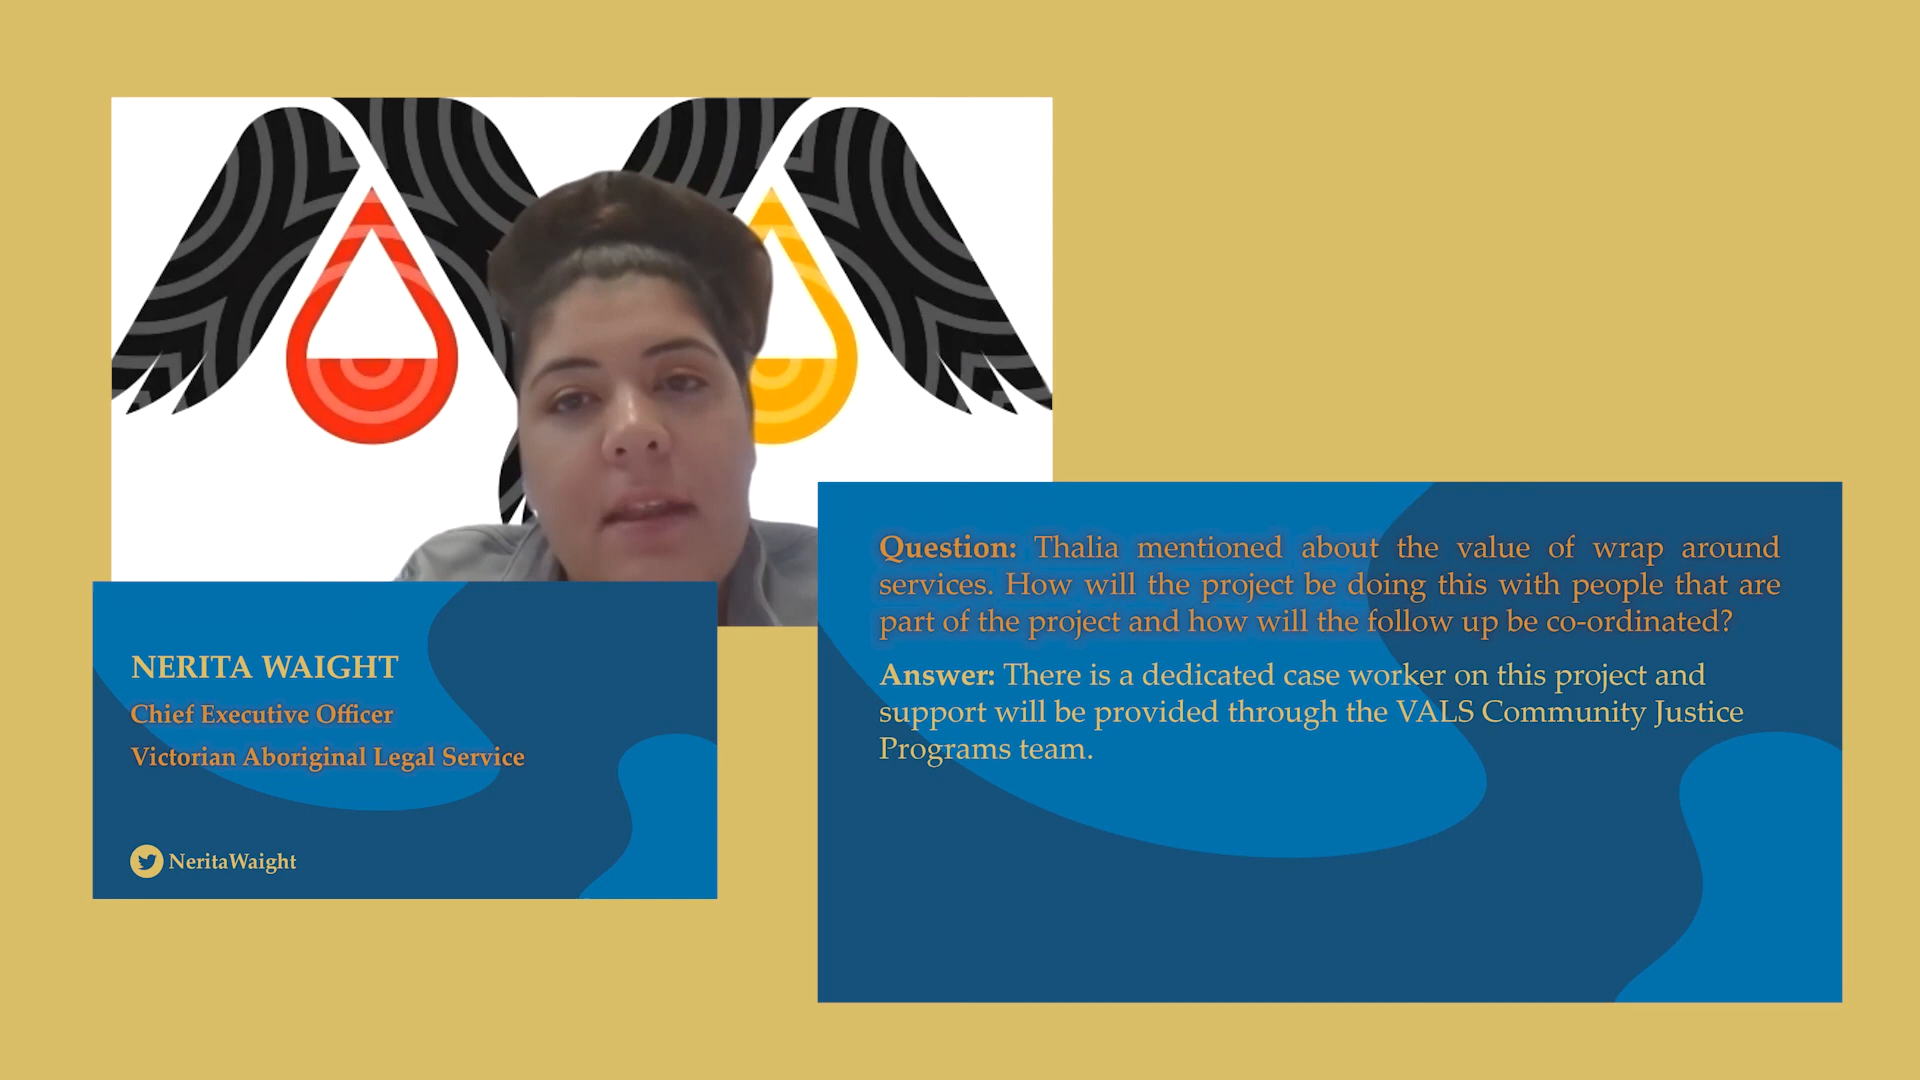 NERITA WAIGHT
Chief Executive Officer
Victorian Aboriginal Legal Service
NeritaWaight
Question: Thalia mentioned about the value of wrap around
services. How will the project be doing this with people that are
part of the project and how will the follow up be co-ordinated?
Answer: There is a dedicated case worker on this project and
support will be provided through the VALS Community Justice
Programs team.